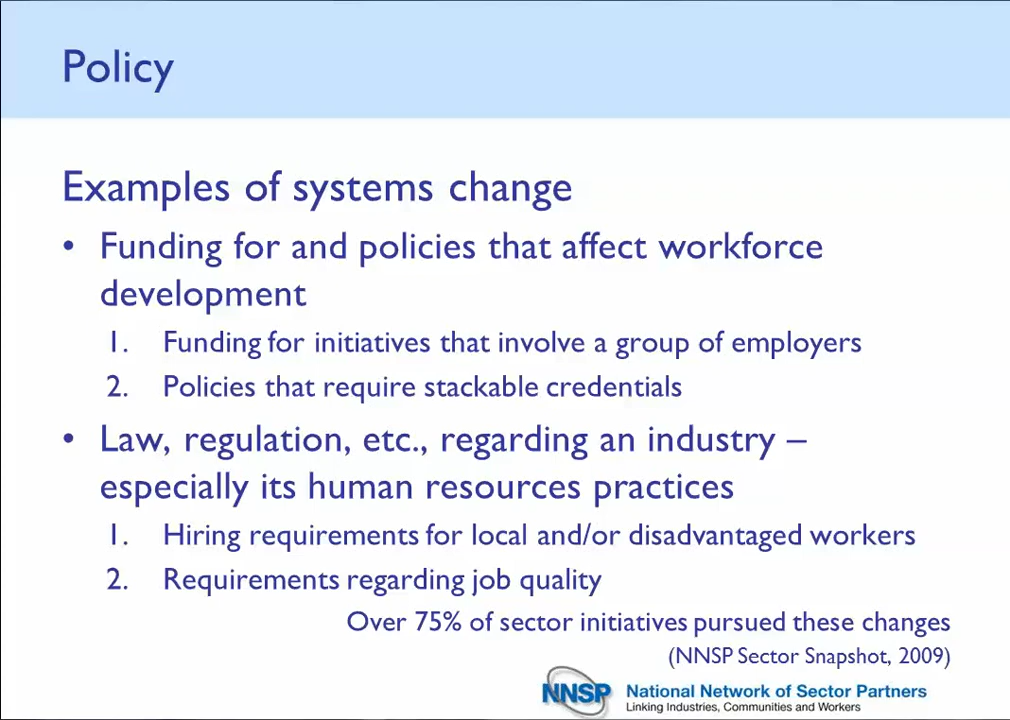 Policy
Examples of systems change
• Funding for and policies that affect workforce
development
1. Funding for initiatives that involve a group of employers
2. Policies that require stackable credentials
• Law, regulation, etc., regarding an industry –
especially its human resources practices
1. Hiring requirements for local and/or disadvantaged workers
2. Requirements regarding job quality
Over 75% of sector initiatives pursued these changes
(NNSP Sector Snapshot, 2009)
NNSP National Network of Sector Partners
Linking Industries, Communities and Workers